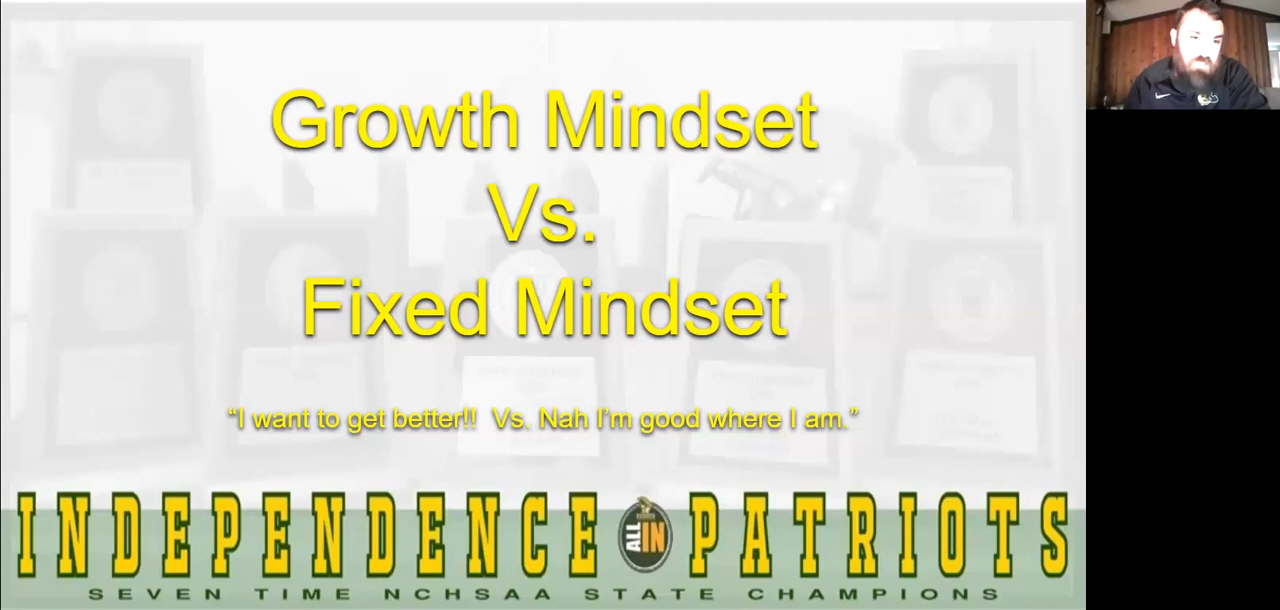 Growth Mindset
Vs.
Fixed Mindset
“I want to get better!! Vs. Nah I’m good where I am.”
INDEPENDENCE ALL IN PATRIOTS
SEVEN TIME NCHSAA STATE CHAMPIONS